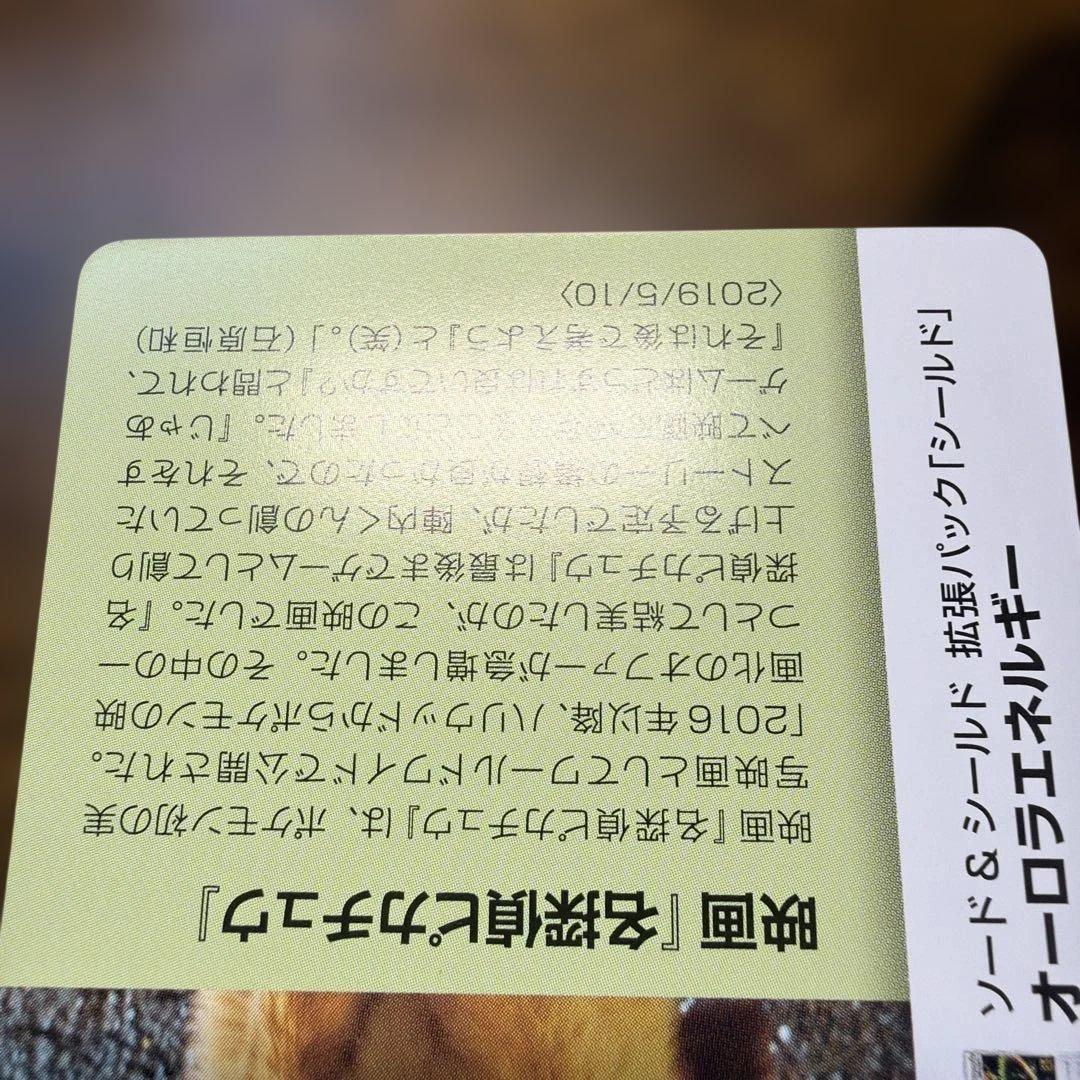 映画『名探偵ピカチュウ』
映画『名探偵ピカチュウ』は、ポケモン初の実
写映画としてワールドワイドで公開された。
「2016年以降、ハリウッドからポケモンの映
画化のオファーが急増しました。その中の一
つとして結実したのが、この映画でした。『名
探偵ピカチュウ』は最後までゲームとして創り
上げる予定でしたが、陣内くんの創っていた
ストーリーの構想が良かったので、それをす
べて映画 しました。『じゃあ
ゲームはどうすれば良いですか?』と問われて、
『それは後で考えよう』と(笑)。」(石原恒和)
〈2019/5/10〉
ソード&シールド 拡張パック「シールド」
オーロラエネルギー